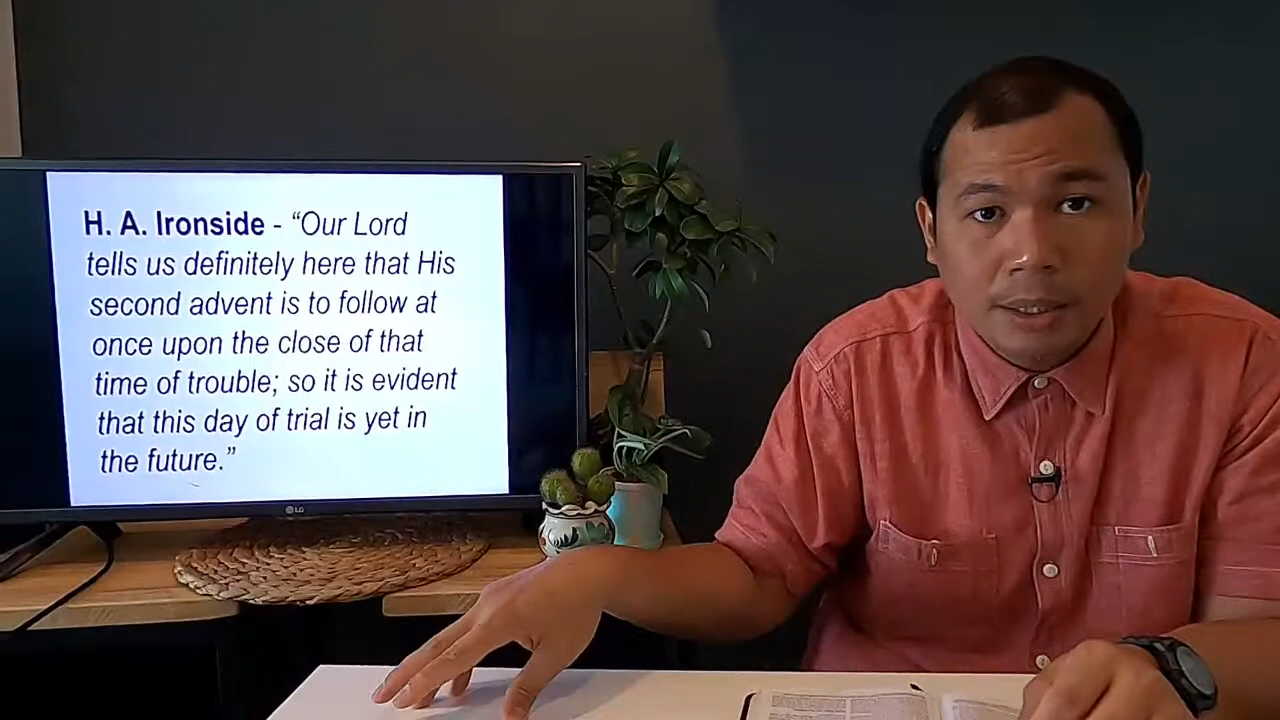 H. A. Ironside - “Our Lord
tells us definitely here that His
second advent is to follow at
once upon the close of that
time of trouble; so it is evident
that this day of trial is yet in
the future.”
LG